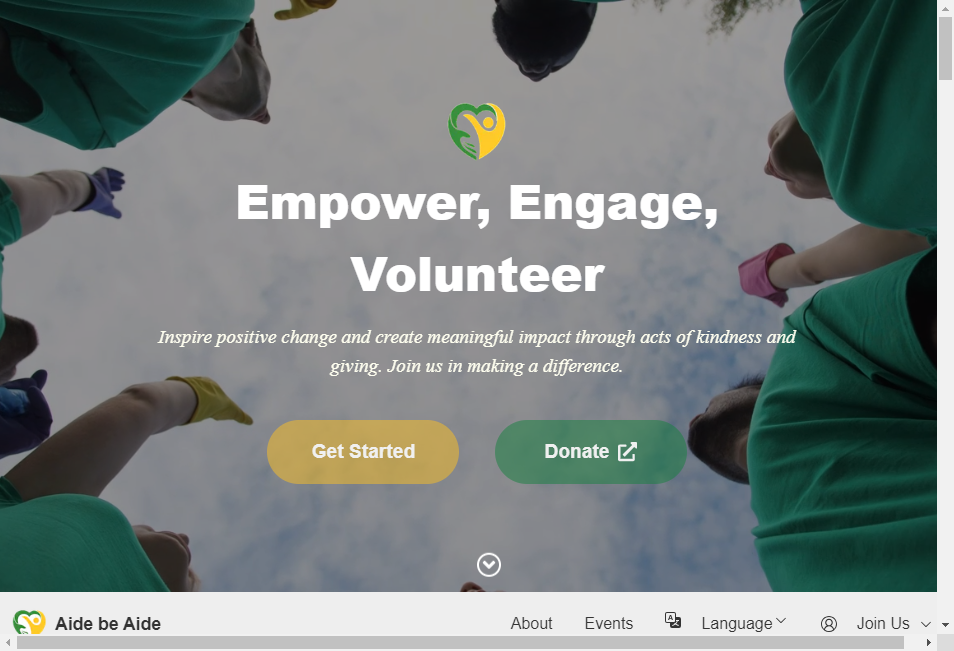 Empower, Engage,
Volunteer
Inspire positive change and create meaningful impact through acts of kindness and
giving. Join us in making a difference.
Get Started
Donate
Aide be Aide
About
Events
Language
Join Us